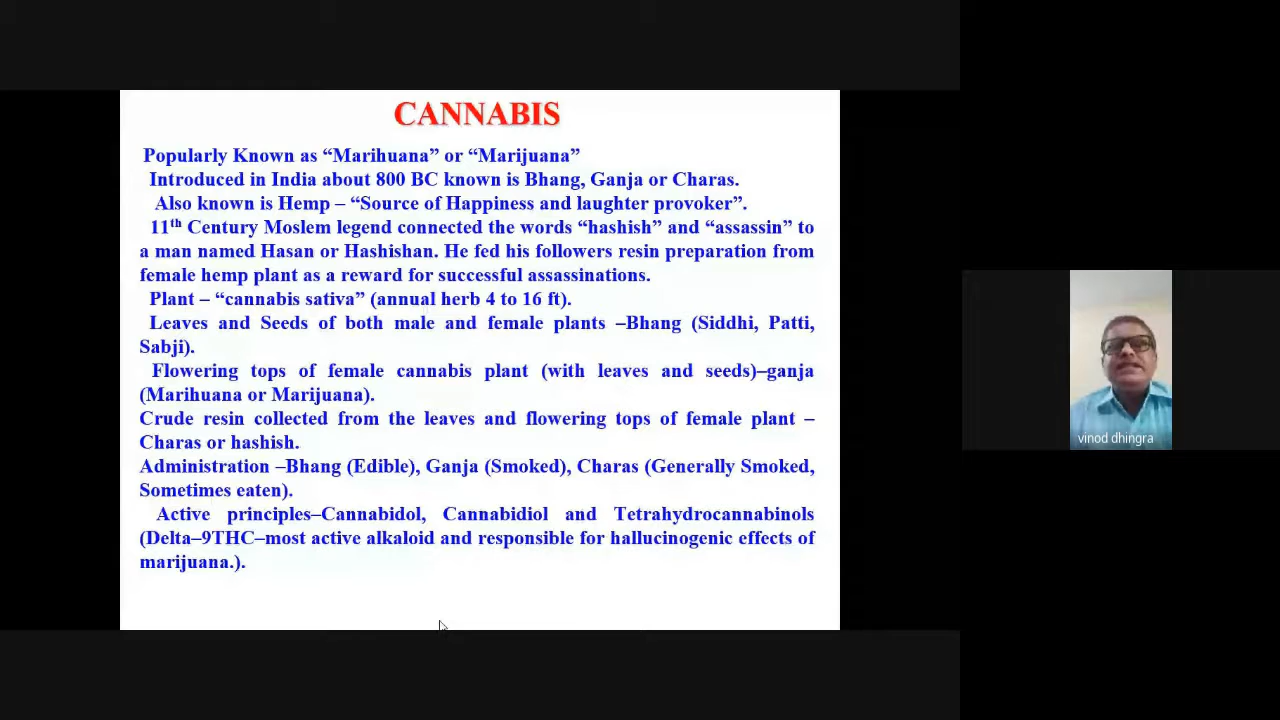 CANNABIS
Popularly Known as “Marihuana” or “Marijuana”
Introduced in India about 800 BC known is Bhang, Ganja or Charas.
Also known is Hemp – “Source of Happiness and laughter provoker”.
11th Century Moslem legend connected the words “hashish” and “assassin” to
a man named Hasan or Hashishan. He fed his followers resin preparation from
female hemp plant as a reward for successful assassinations.
Plant – “cannabis sativa” (annual herb 4 to 16 ft).
Leaves and Seeds of both male and female plants –Bhang (Siddhi, Patti,
Sabji).
Flowering tops of female cannabis plant (with leaves and seeds)–ganja
(Marihuana or Marijuana).
Crude resin collected from the leaves and flowering tops of female plant –
Charas or hashish.
Administration –Bhang (Edible), Ganja (Smoked), Charas (Generally Smoked,
Sometimes eaten).
Active principles–Cannabidol, Cannabidiol and Tetrahydrocannabinols
(Delta–9THC–most active alkaloid and responsible for hallucinogenic effects of
marijuana.).
vinod dhingra